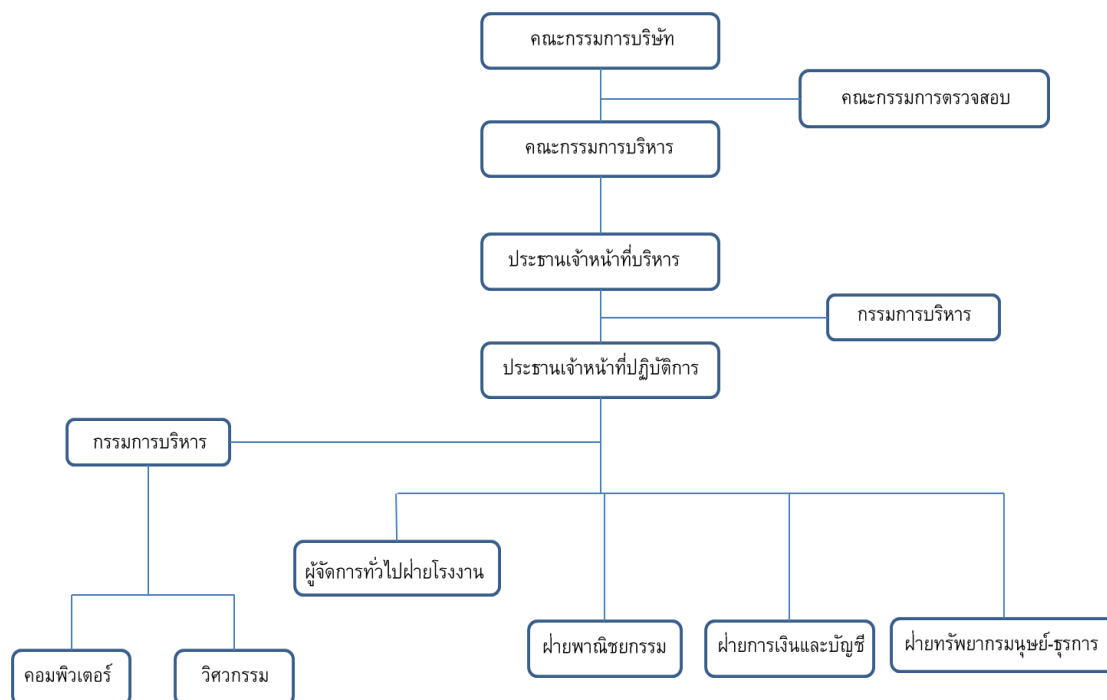 คณะกรรมการบริษัท
คณะกรรมการตรวจสอบ
คณะกรรมการบริหาร
ประธานเจ้าหน้าที่บริหาร
กรรมการบริหาร
ประธานเจ้าหน้าที่ปฏิบัติการ
กรรมการบริหาร
ผู้จัดการทั่วไปฝ่ายโรงงาน
ฝ่ายพาณิชยกรรม
ฝ่ายการเงินและบัญชี
ฝ่ายทรัพยากรมนุษย์-ธุรการ
คอมพิวเตอร์
วิศวกรรม